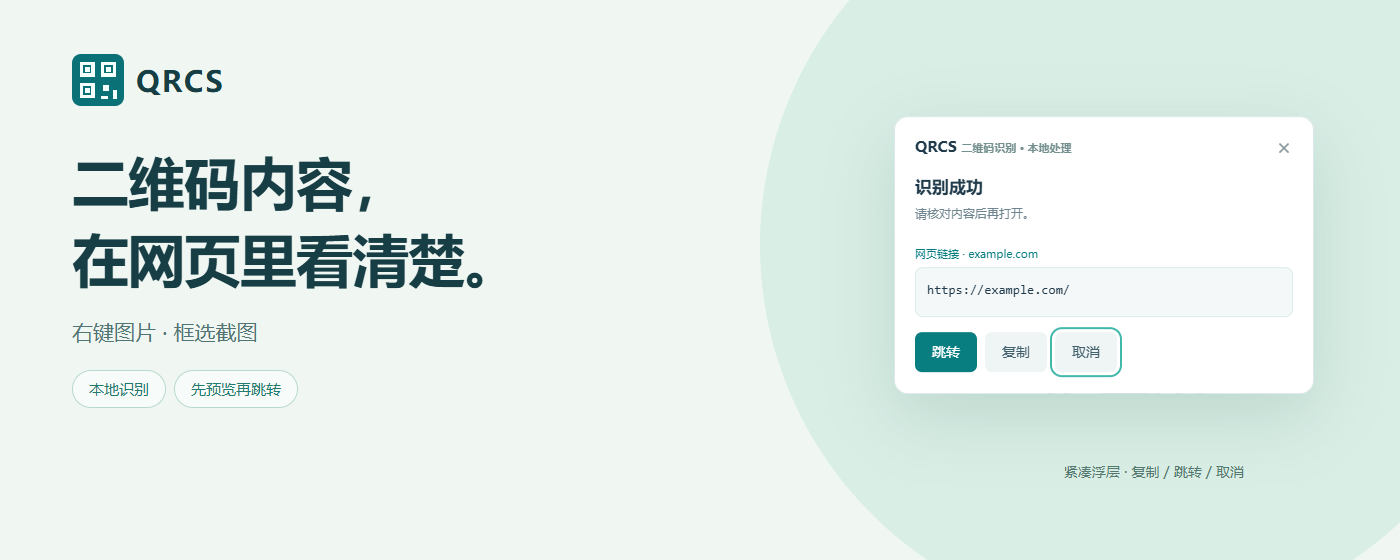 QRCS
二维码内容，
在网页里看清楚。
右键图片 · 框选截图
本地识别
先预览再跳转
QRCS 二维码识别 • 本地处理
识别成功
请核对内容后再打开。
网页链接 · example.com
https://example.com/
跳转
复制
取消
紧凑浮层 · 复制 / 跳转 / 取消